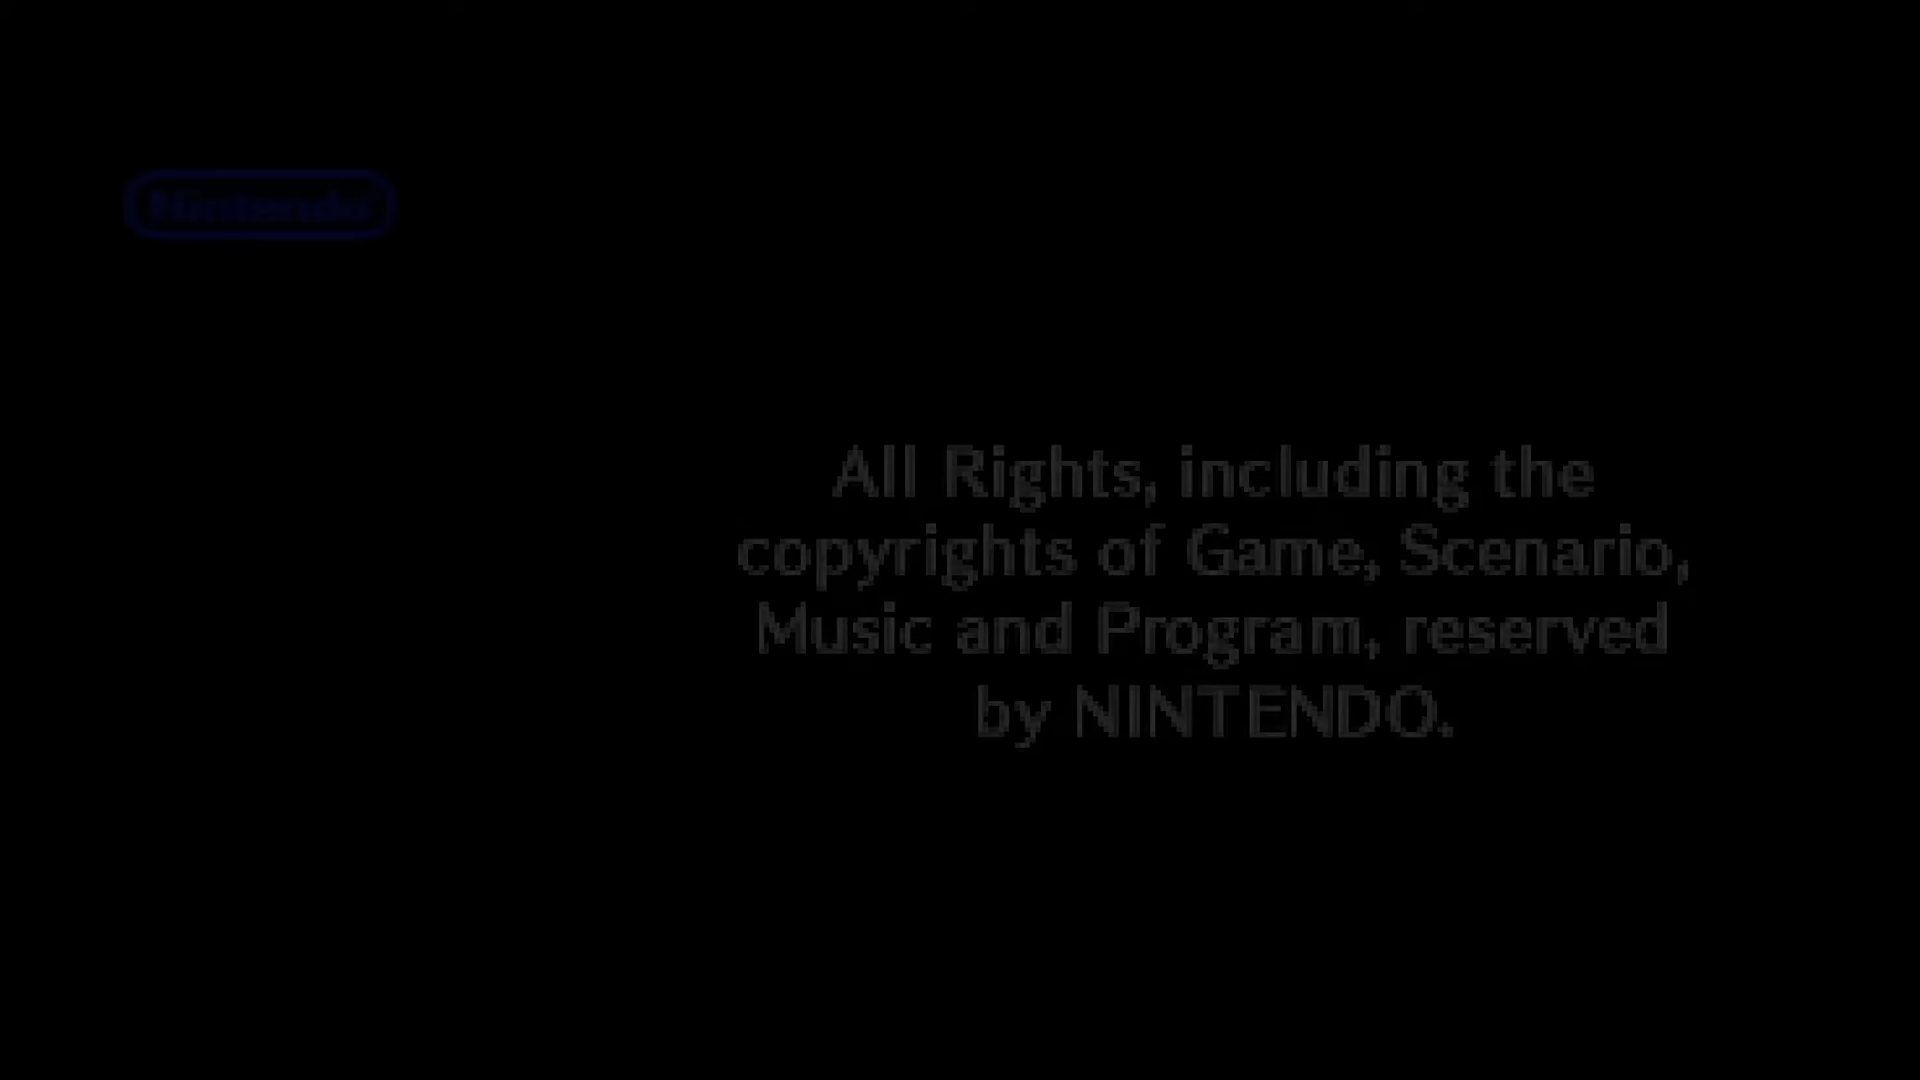 Nintendo
All Rights, including the
copyrights of Game, Scenario,
Music and Program, reserved
by NINTENDO.